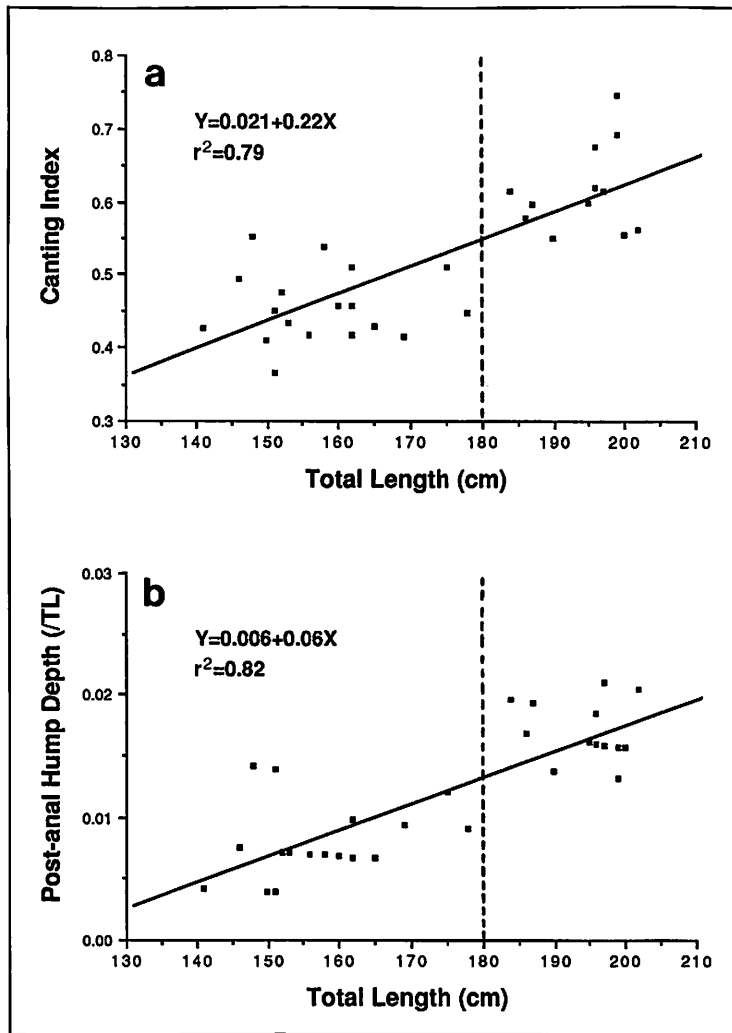 a
Y=0.021+0.22X
r²=0.79
Canting Index
0.8
0.7
0.6
0.5
0.4
0.3
130 140 150 160 170 180 190 200 210
Total Length (cm)
b
Y=0.006+0.06X
r²=0.82
Post-anal Hump Depth (/TL)
0.03
0.02
0.01
0.00
130 140 150 160 170 180 190 200 210
Total Length (cm)